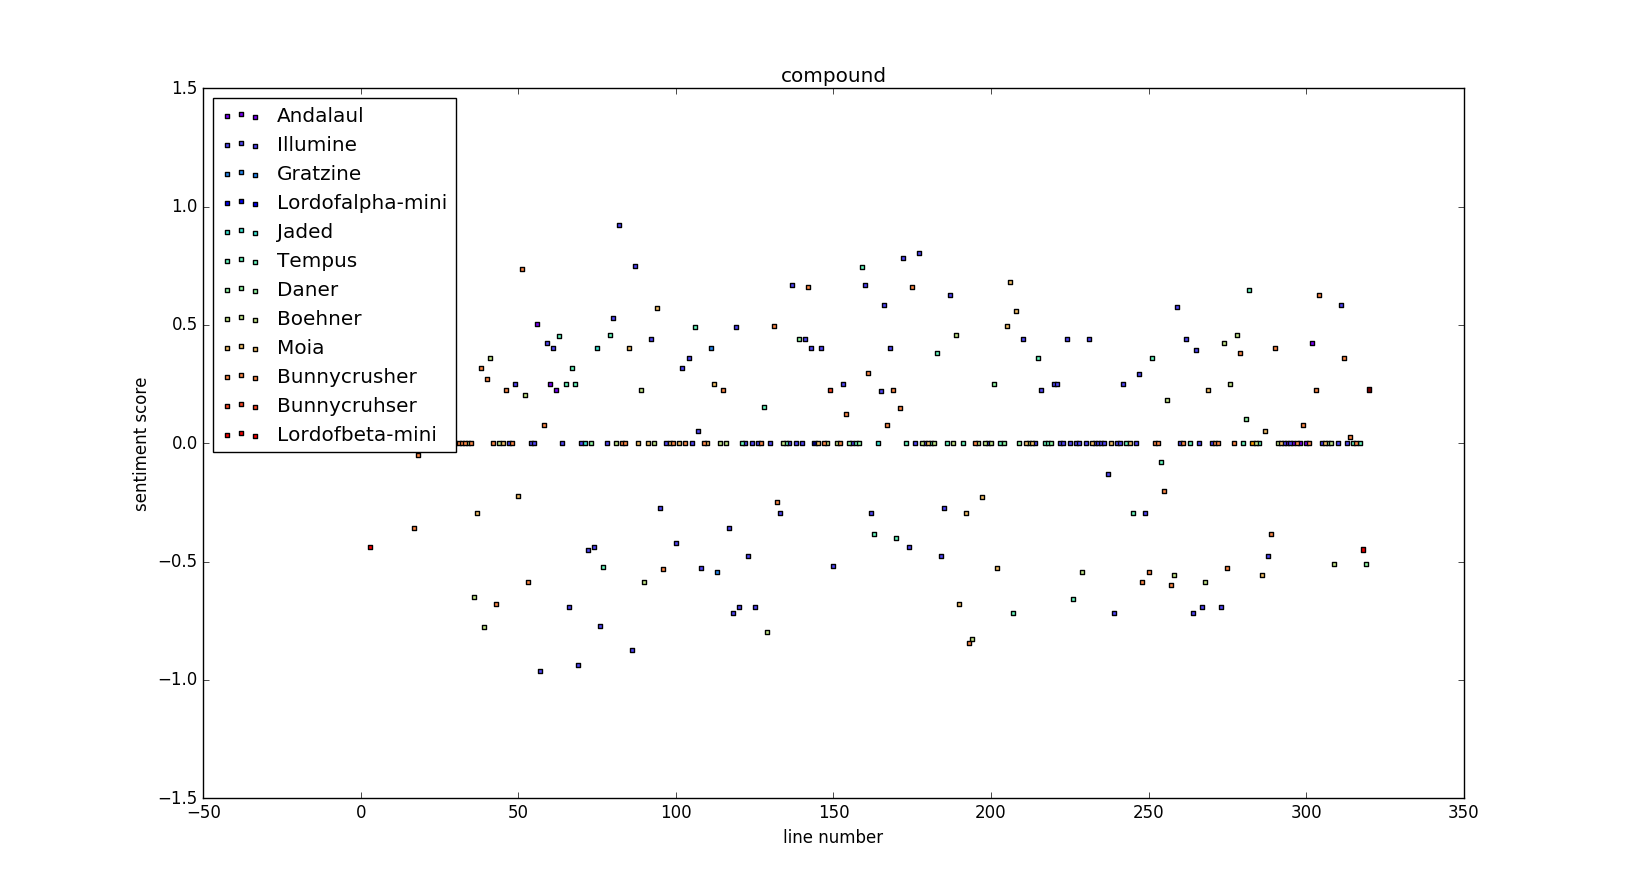 compound
1.5
1.0
0.5
0.0
−0.5
−1.0
−1.5
sentiment score
Andalaul
Illumine
Gratzine
Lordofalpha-mini
Jaded
Tempus
Daner
Boehner
Moia
Bunnycrusher
Bunnycruhser
Lordofbeta-mini
−50 0 50 100 150 200 250 300 350
line number